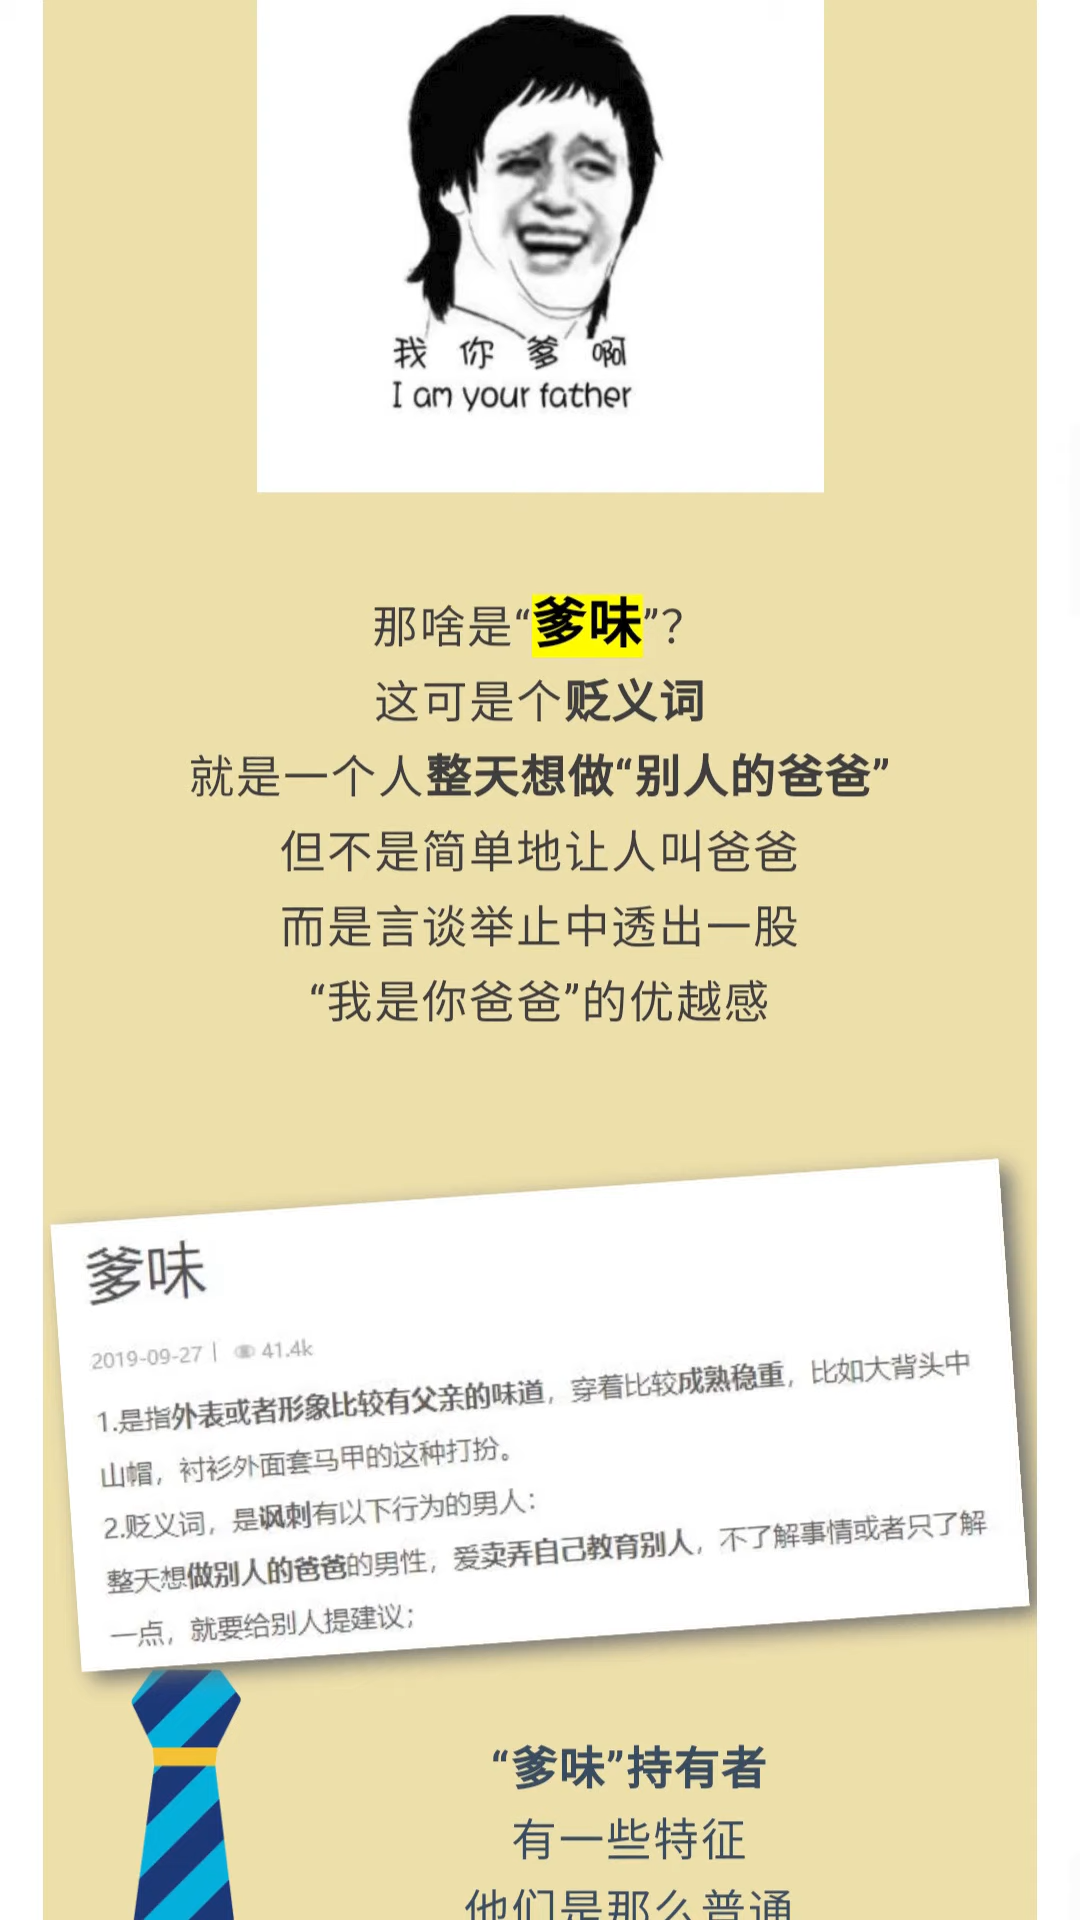 我 你 爹 啊
I am your father
那啥是“爹味”？
这可是个贬义词
就是一个人整天想做“别人的爸爸”
但不是简单地让人叫爸爸
而是言谈举止中透出一股
“我是你爸爸”的优越感
爹味
2019-09-27 | 41.4k
1.是指外表或者形象比较有父亲的味道，穿着比较成熟稳重，比如大背头中
山帽，衬衫外面套马甲的这种打扮。
2.贬义词，是讽刺有以下行为的男人：
整天想做别人的爸爸的男性，爱卖弄自己教育别人，不了解事情或者只了解
一点，就要给别人提建议；
“爹味”持有者
有一些特征
他们是那么普通